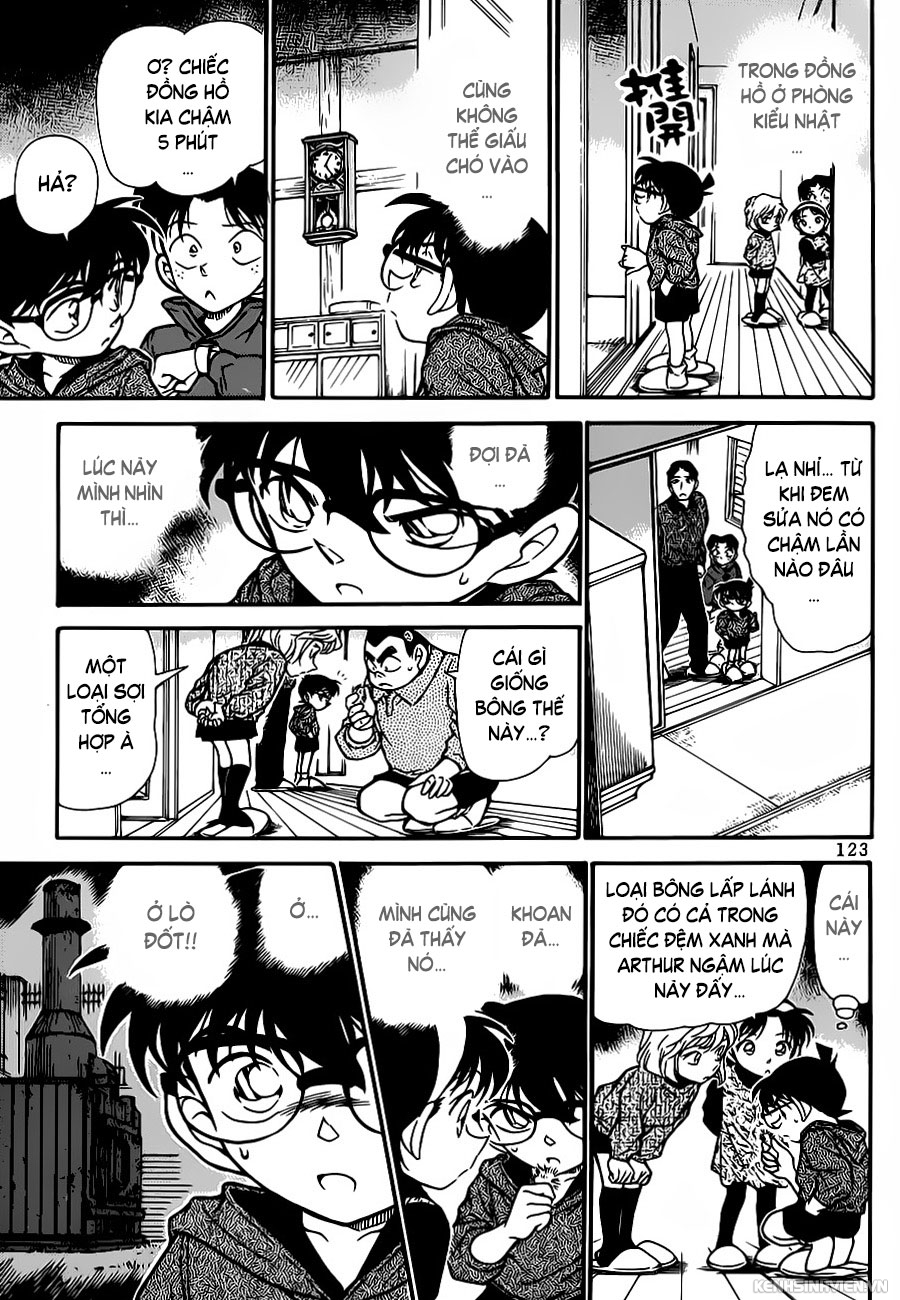 TRONG ĐỒNG
HỒ Ở PHÒNG
KIỂU NHẬT
...
推
開
CŨNG
KHÔNG
THỂ GIẤU
CHÓ VÀO
...
Ơ? CHIẾC
ĐỒNG HỒ
KIA CHẬM
5 PHÚT
...
HẢ?
LẠ NHỈ... TỪ
KHI ĐEM
SỬA NÓ CÓ
CHẬM LẦN
NÀO ĐÂU
...
ĐỢI ĐÃ
...
LÚC NÃY
MÌNH NHÌN
THÌ...
CÁI GÌ
GIỐNG
BÔNG THẾ
NÀY...?
MỘT
LOẠI SỢI
TỔNG
HỢP À
...
123
CÁI
NÀY
...
LOẠI BÔNG LẤP LÁNH
ĐÓ CÓ CẢ TRONG
CHIẾC ĐỆM XANH MÀ
ARTHUR NGẬM LÚC
NÃY ĐẤY...
KHOAN
ĐÃ...
MÌNH CŨNG
ĐÃ THẤY
NÓ...
Ở...
Ở LÒ
ĐỐT!!
KENHSINHVIEN.VN